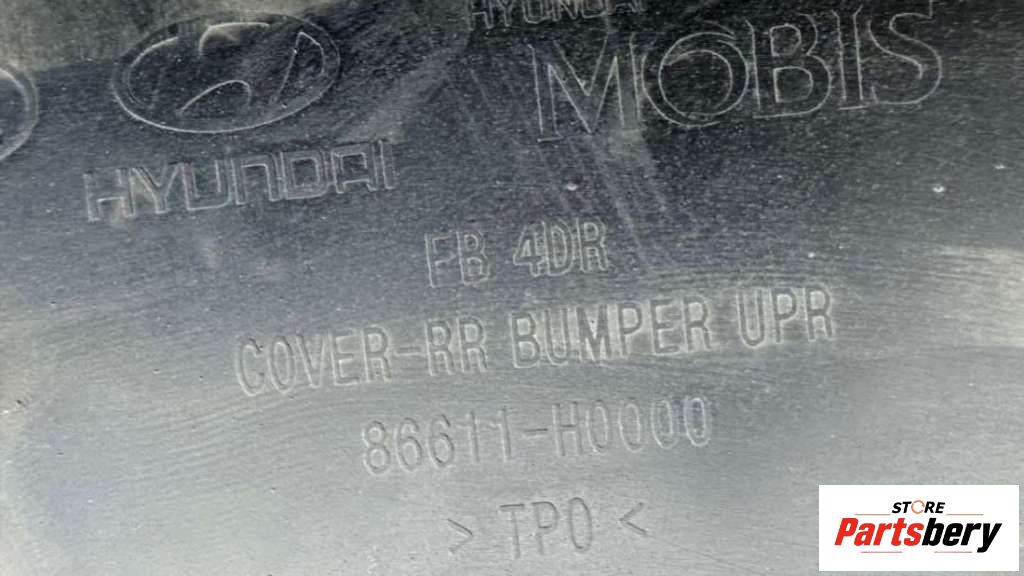 HYUNDAI
MOBIS
HYUNDAI
FB 4DR
COVER-RR BUMPER UPR
86611-H0000
> TPO <
STORE
Partsbery